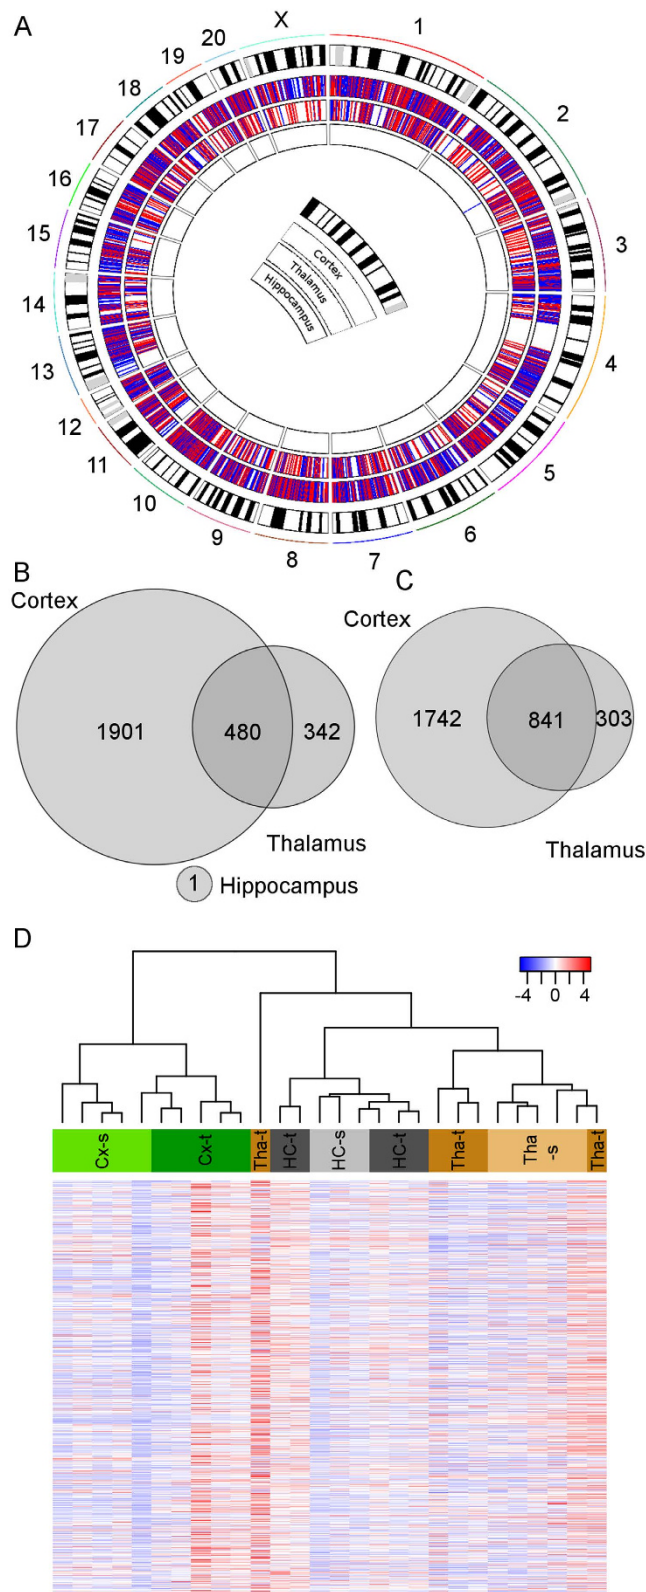 A
X
1
2
3
4
5
6
7
8
9
10
11
12
13
14
15
16
17
18
19
20
Cortex
Thalamus
Hippocampus
B
Cortex
1901
480
342
Thalamus
1
Hippocampus
C
Cortex
1742
841
303
Thalamus
D
-4
0
4
Cx-s
Cx-t
Tha-t
HC-t
HC-s
HC-t
Tha-t
Tha
-s
Tha-t